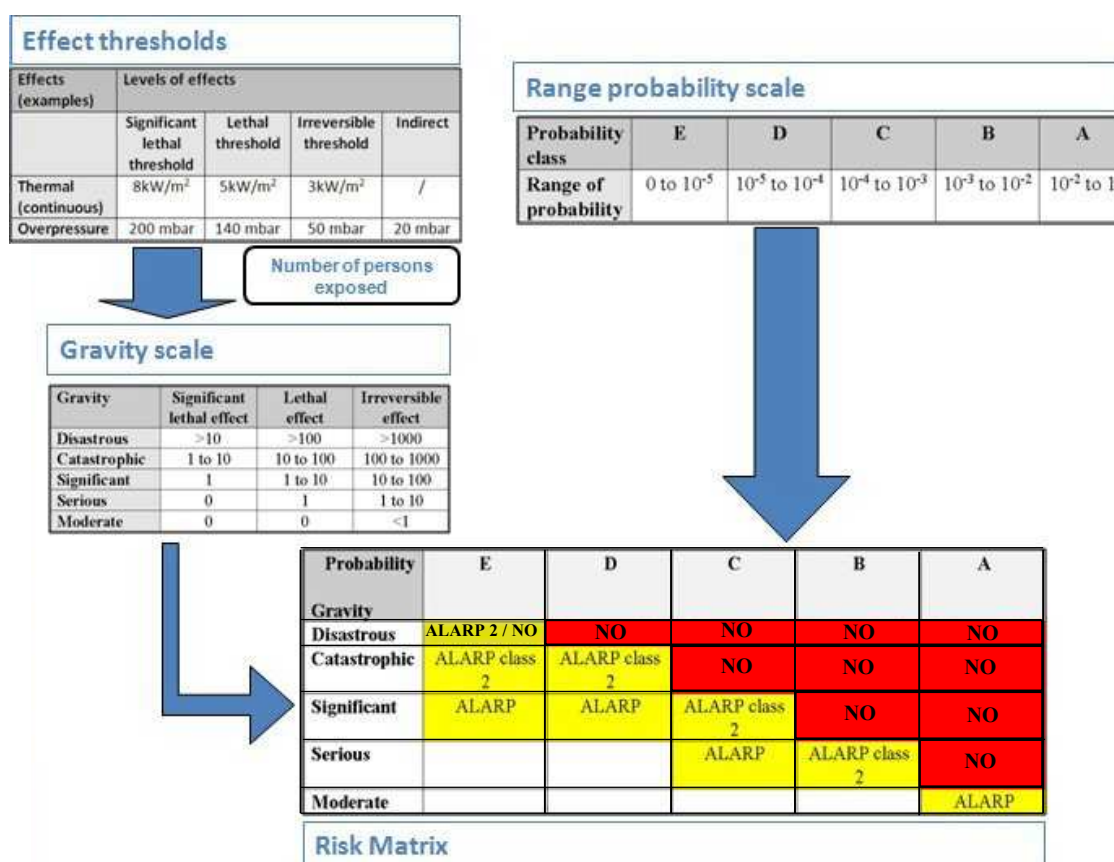 Effect thresholds
Effects (examples) Levels of effects
Significant lethal threshold Lethal threshold Irreversible threshold Indirect
Thermal (continuous) 8kW/m² 5kW/m² 3kW/m² /
Overpressure 200 mbar 140 mbar 50 mbar 20 mbar
Number of persons
exposed
Range probability scale
Probability class E D C B A
Range of probability 0 to 10⁻⁵ 10⁻⁵ to 10⁻⁴ 10⁻⁴ to 10⁻³ 10⁻³ to 10⁻² 10⁻² to 1
Gravity scale
Gravity Significant lethal effect Lethal effect Irreversible effect
Disastrous >10 >100 >1000
Catastrophic 1 to 10 10 to 100 100 to 1000
Significant 1 1 to 10 10 to 100
Serious 0 1 1 to 10
Moderate 0 0 <1
Probability E D C B A
Gravity
Disastrous ALARP 2 / NO NO NO NO NO
Catastrophic ALARP class 2 ALARP class 2 NO NO NO
Significant ALARP ALARP ALARP class 2 NO NO
Serious ALARP ALARP class 2 NO
Moderate ALARP
Risk Matrix